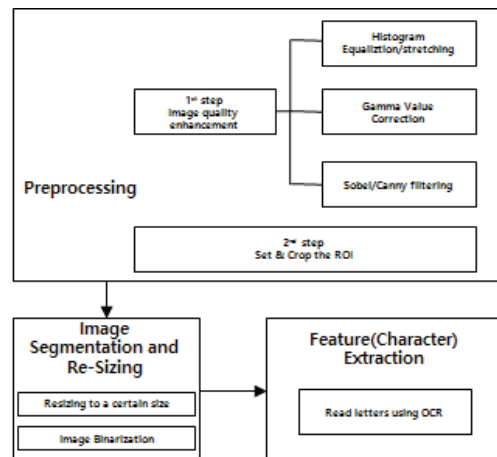 Histogram
Equaliztion/stretching
1st step
Image quality
enhancement
Gamma Value
Correction
Preprocessing
Sobel/Canny filtering
2nd step
Set & Crop the ROI
Image
Segmentation and
Re-Sizing
Resizing to a certain size
Image Binarization
Feature(Character)
Extraction
Read letters using OCR